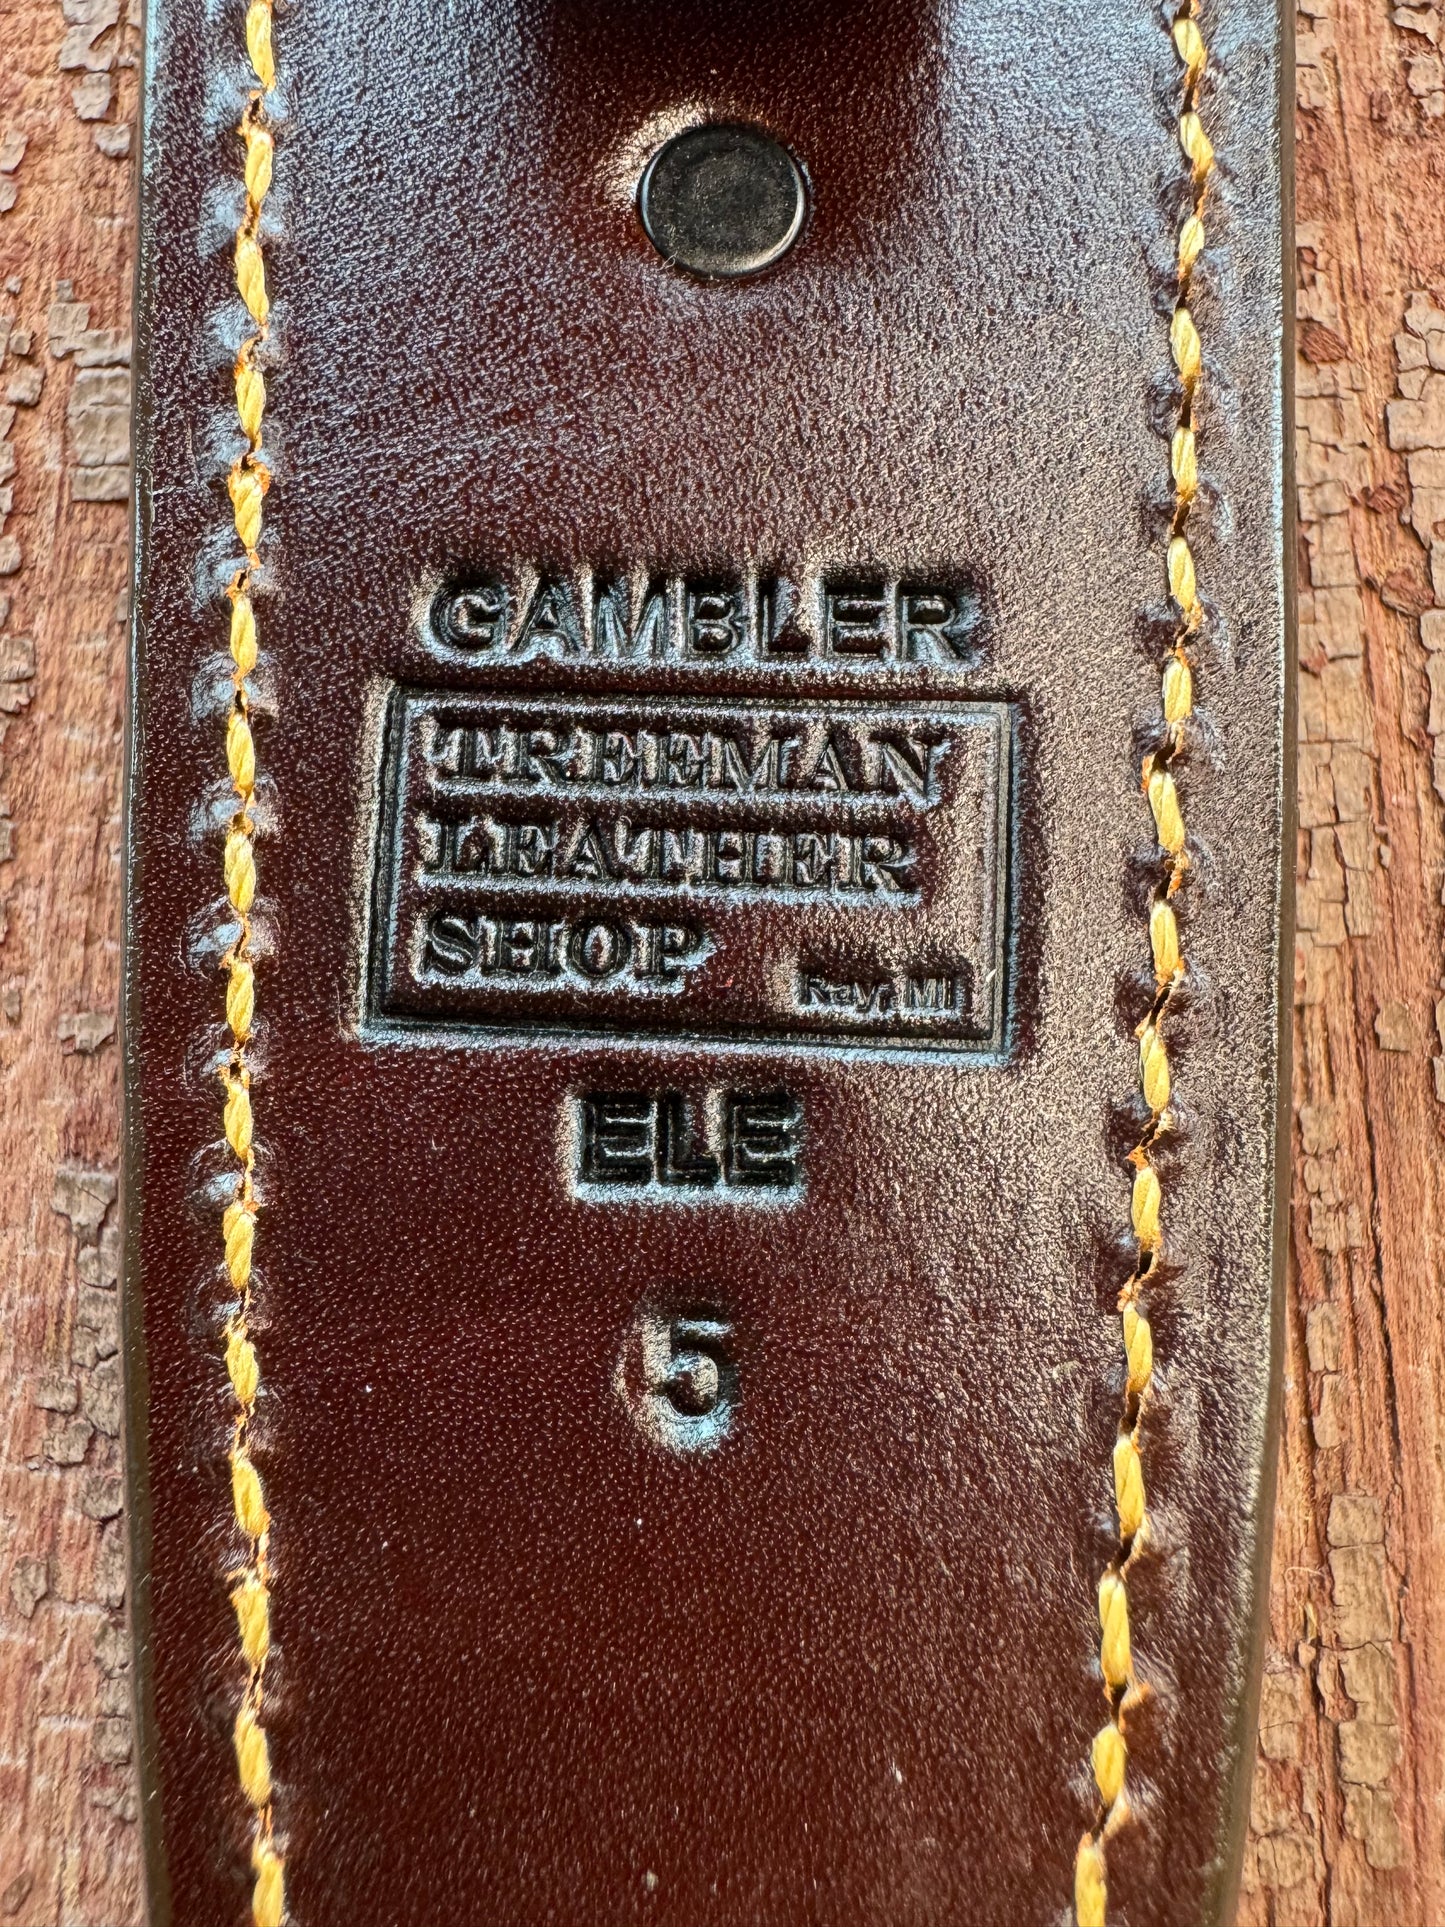 GAMBLER
TREEMAN
LEATHER
SHOP
Ray, MI
ELE
5